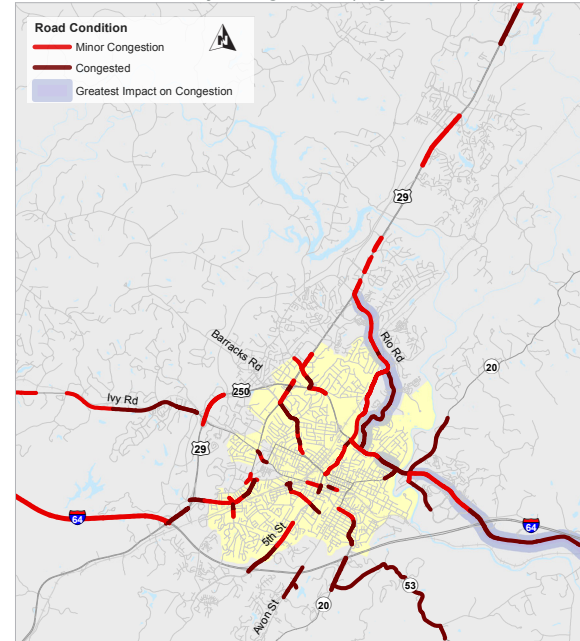 Road Condition
Minor Congestion
Congested
Greatest Impact on Congestion
N
29
Rio Rd
Barracks Rd
20
250
Ivy Rd
29
64
64
5th St
53
Avon St
20